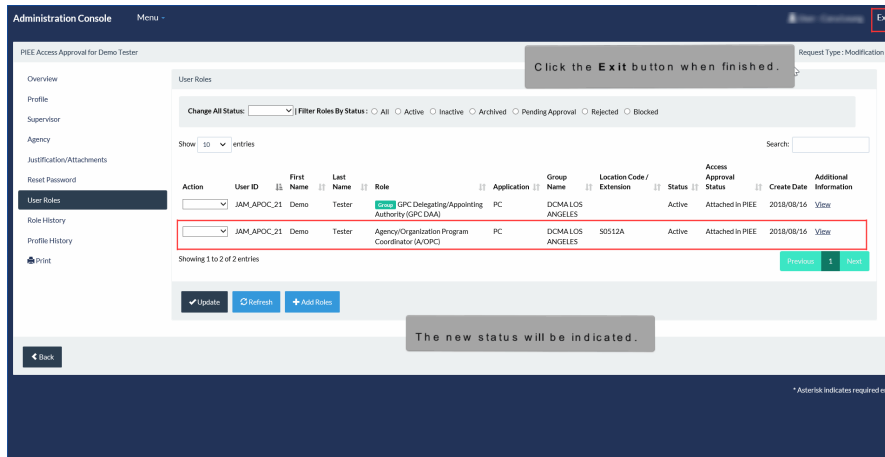 Administration Console Menu -
Ex
PIEE Access Approval for Demo Tester
Request Type : Modification
Click the Exit button when finished.
Overview
Profile
Supervisor
Agency
Justification/Attachments
Reset Password
User Roles
Role History
Profile History
Print
User Roles
Change All Status: | Filter Roles By Status : All Active Inactive Archived Pending Approval Rejected Blocked
Show 10 entries
Search:
Action User ID First Name Last Name Role Application Group Name Location Code / Extension Status Access Approval Status Create Date Additional Information
JAM_APOC_21 Demo Tester Group GPC Delegating/Appointing Authority (GPC DAA) PC DCMA LOS ANGELES Active Attached in PIEE 2018/08/16 View
JAM_APOC_21 Demo Tester Agency/Organization Program Coordinator (A/OPC) PC DCMA LOS ANGELES S0512A Active Attached in PIEE 2018/08/16 View
Showing 1 to 2 of 2 entries
Previous 1 Next
Update Refresh Add Roles
The new status will be indicated.
Back
* Asterisk indicates required e